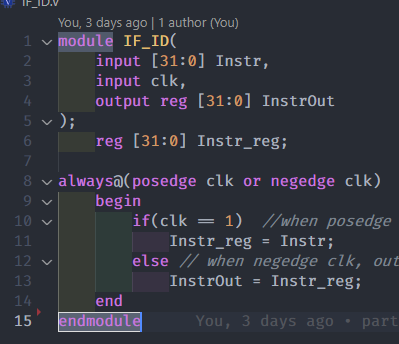 IF_ID.v
You, 3 days ago | 1 author (You)
1 module IF_ID(
2 input [31:0] Instr,
3 input clk,
4 output reg [31:0] InstrOut
5 );
6 reg [31:0] Instr_reg;
7
8 always@(posedge clk or negedge clk)
9 begin
10 if(clk == 1) //when posedge
11 Instr_reg = Instr;
12 else // when negedge clk, out
13 InstrOut = Instr_reg;
14 end
15 endmodule You, 3 days ago • part